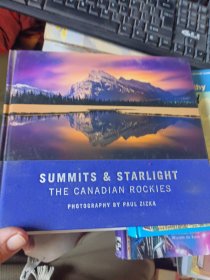 SUMMITS & STARLIGHT
THE CANADIAN ROCKIES
PHOTOGRAPHY BY PAUL ZIZKA